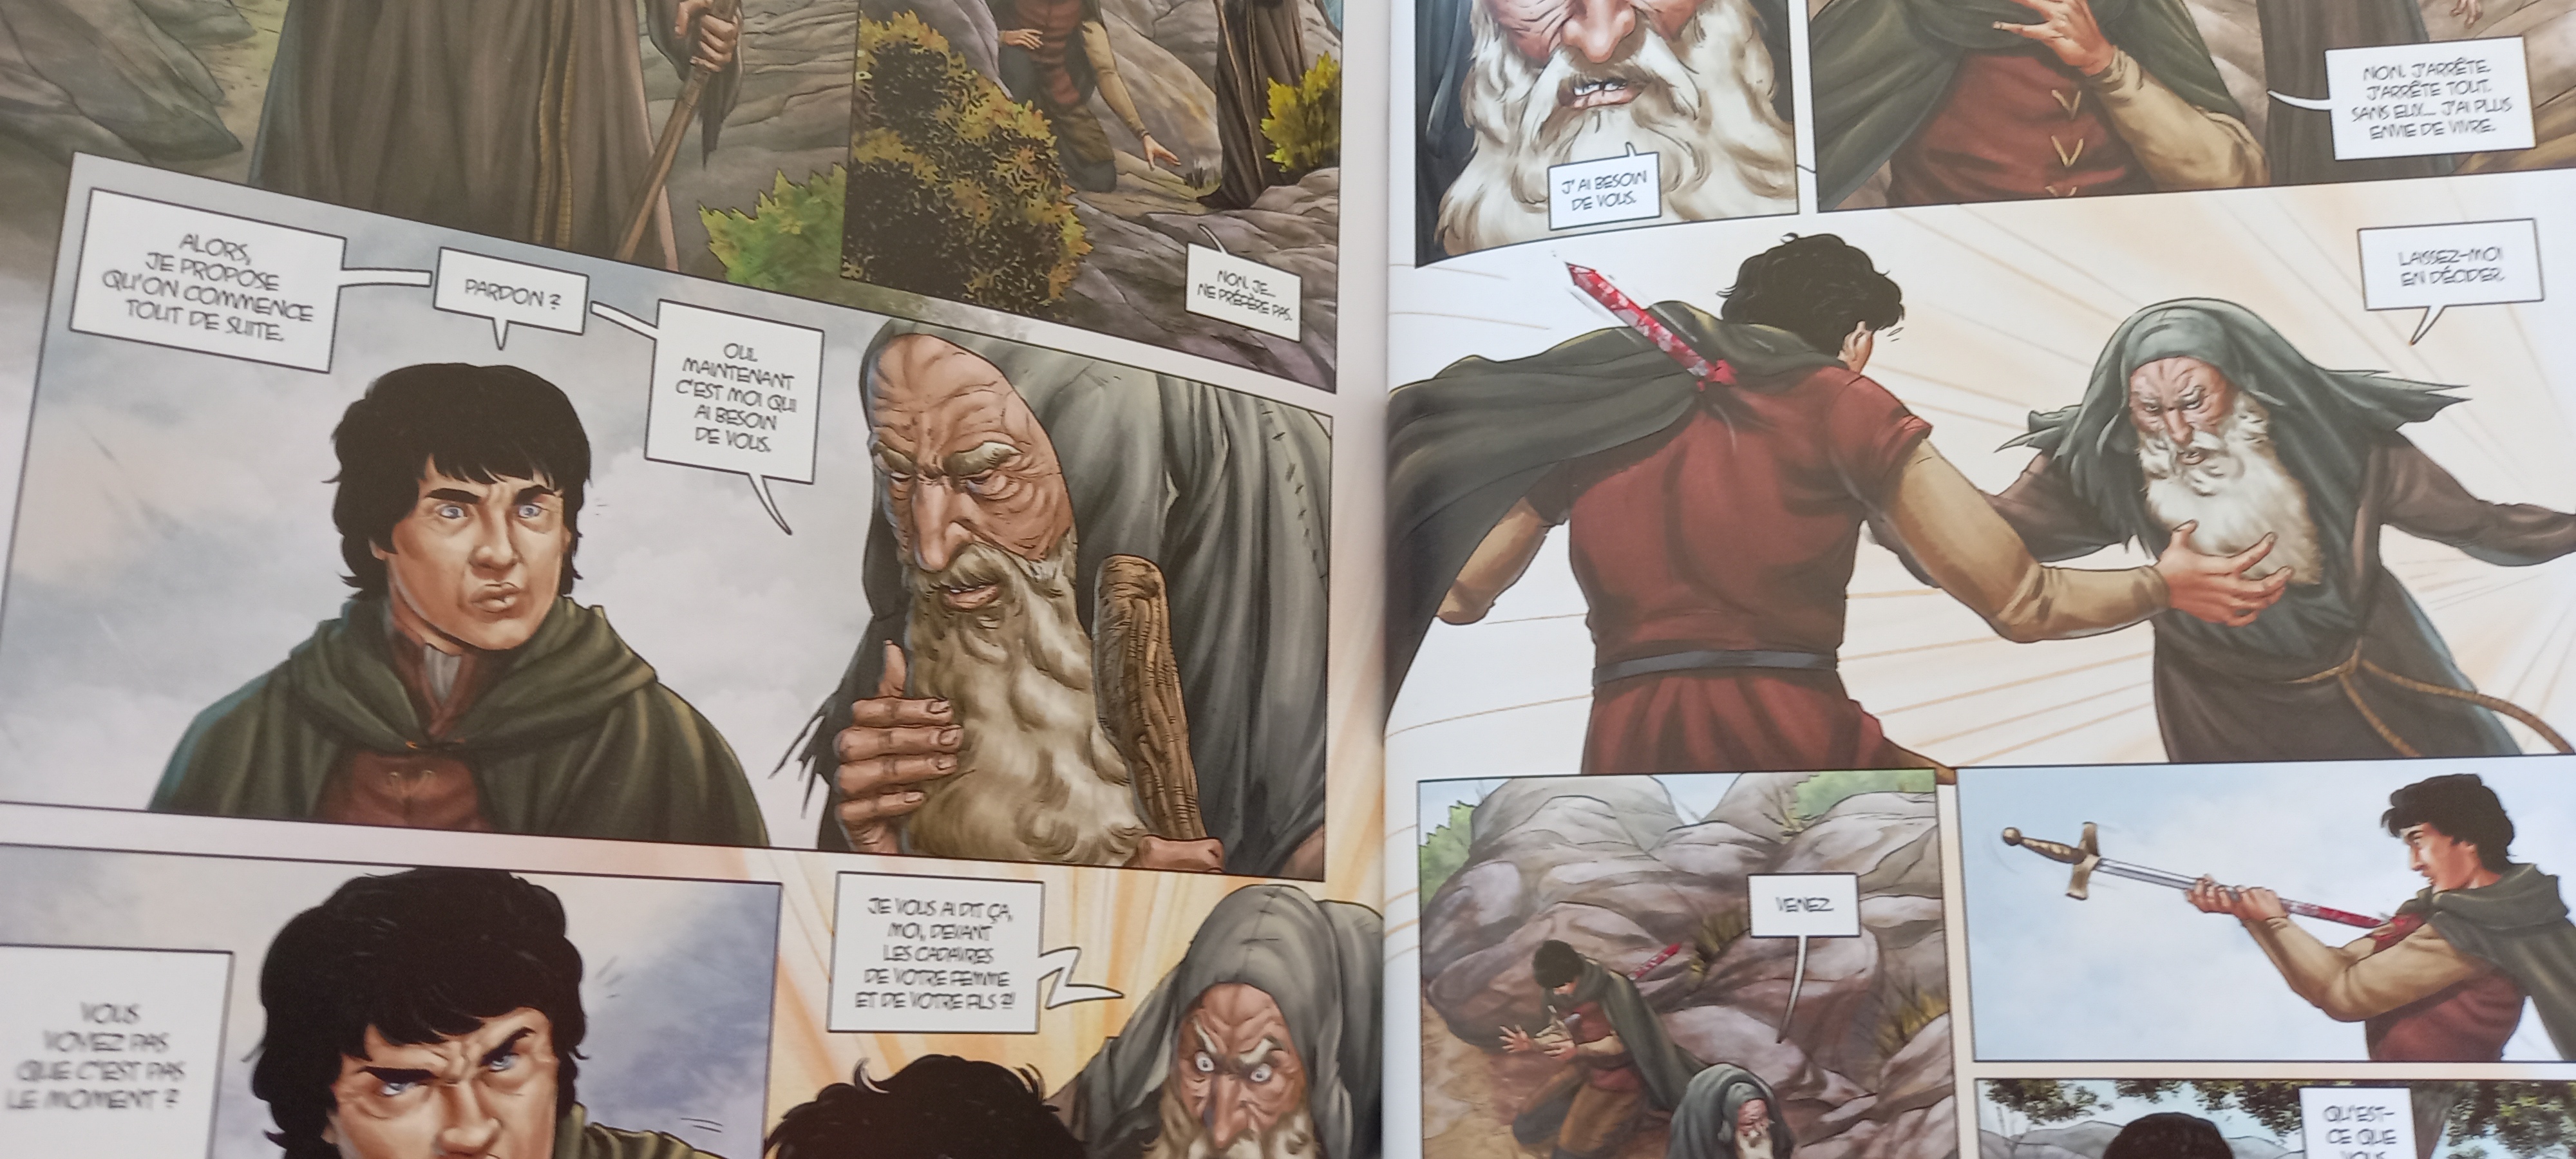 NON, JE...
NE PRÉFÈRE PAS.
ALORS,
JE PROPOSE
QU'ON COMMENCE
TOUT DE SUITE.
PARDON ?
OUI.
MAINTENANT
C'EST MOI QUI
AI BESOIN
DE VOUS.
VOUS
VOYEZ PAS
QUE C'EST PAS
LE MOMENT ?
JE VOUS AI DIT ÇA,
MOI, DEVANT
LES CADAVRES
DE VOTRE FEMME
ET DE VOTRE FILS ?!
J'AI BESOIN
DE VOUS.
NON. J'ARRÊTE.
J'ARRÊTE TOUT.
SANS EUX... J'AI PLUS
ENVIE DE VIVRE.
LAISSEZ-MOI
EN DÉCIDER.
VENEZ.
QU'EST-
CE QUE
VOUS